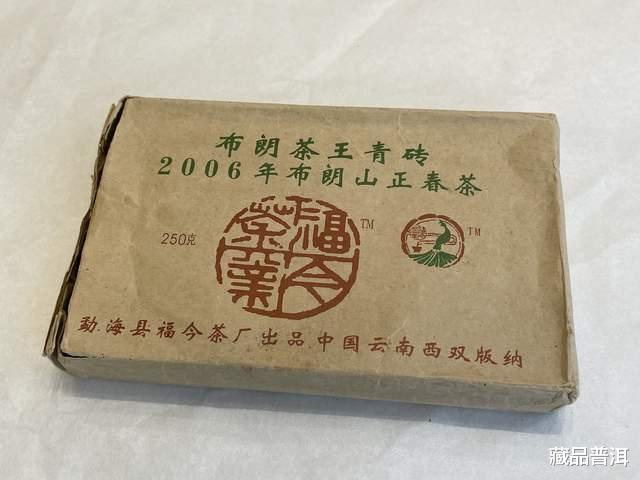 布朗茶王青砖
2006年布朗山正春茶
250克
福今茶業
TM
TM
勐海县福今茶厂出品 中国云南西双版纳
藏品普洱